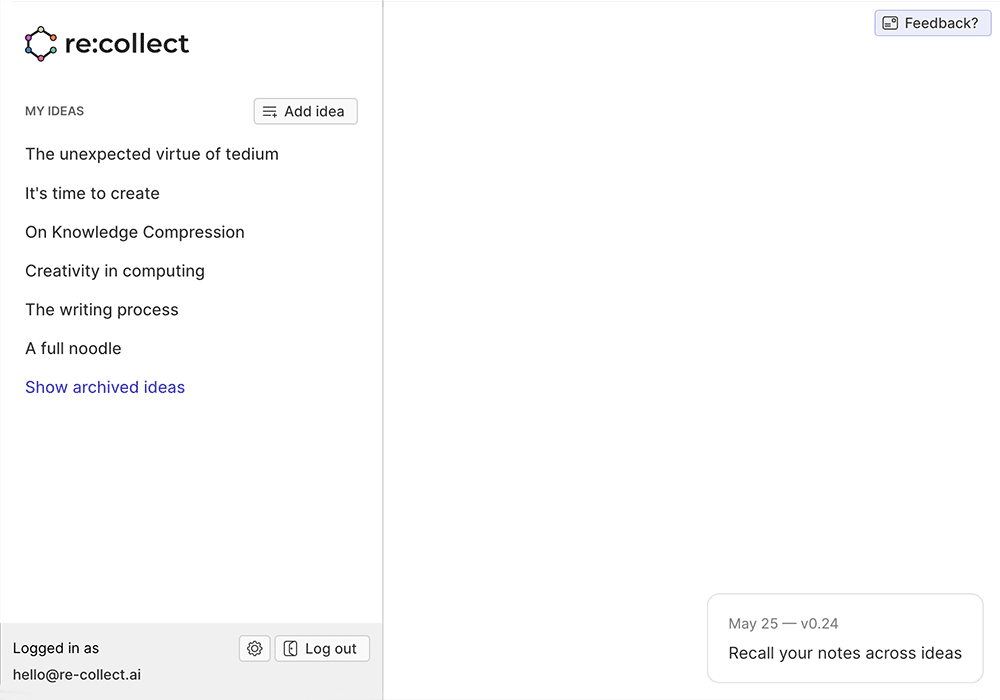 re:collect
MY IDEAS
Add idea
The unexpected virtue of tedium
It's time to create
On Knowledge Compression
Creativity in computing
The writing process
A full noodle
Show archived ideas
Logged in as
hello@re-collect.ai
Log out
Feedback?
May 25 — v0.24
Recall your notes across ideas